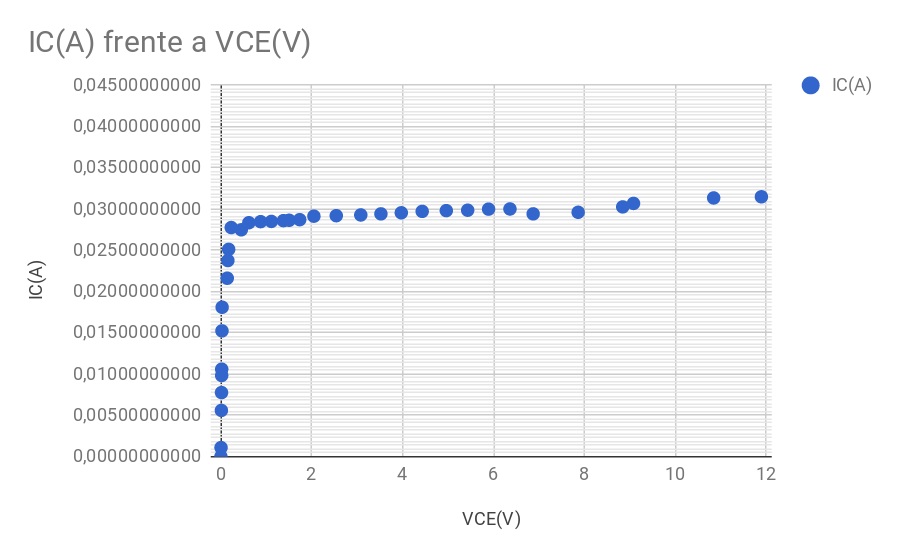 IC(A) frente a VCE(V)
IC(A)
0,04500000000
0,04000000000
0,03500000000
0,03000000000
0,02500000000
0,02000000000
0,01500000000
0,01000000000
0,00500000000
0,00000000000
IC(A)
0 2 4 6 8 10 12
VCE(V)